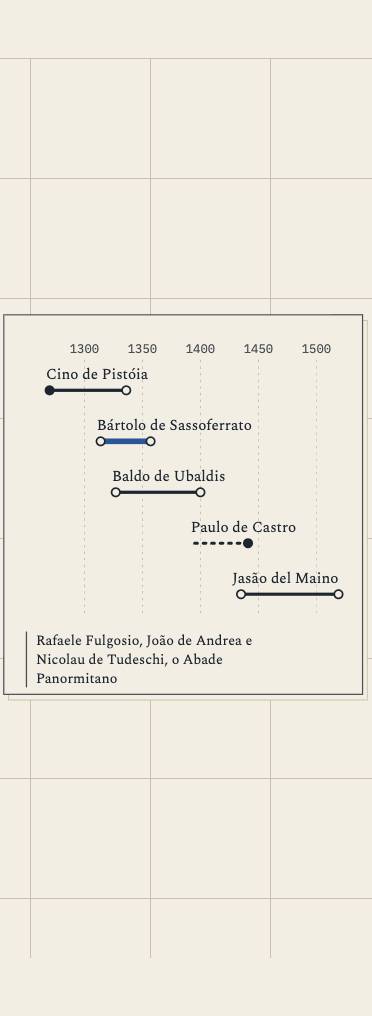 1300 1350 1400 1450 1500
Cino de Pistóia
Bártolo de Sassoferrato
Baldo de Ubaldis
Paulo de Castro
Jasão del Maino
Rafaele Fulgosio, João de Andrea e
Nicolau de Tudeschi, o Abade
Panormitano